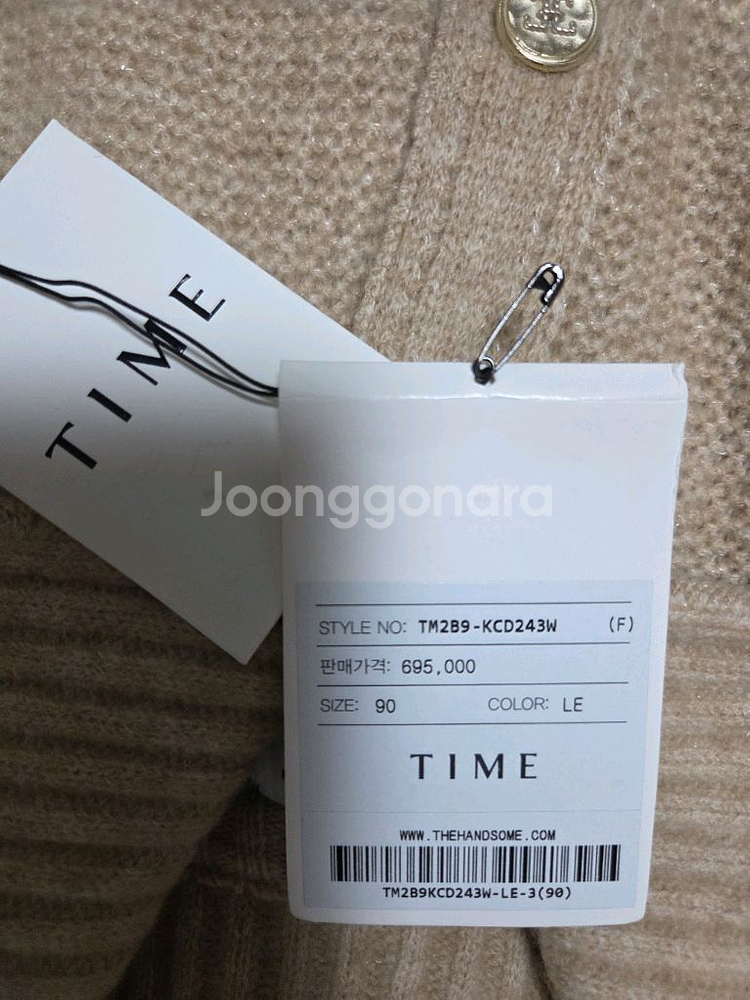 TIME
Joonggonara
STYLE NO: TM2B9-KCD243W (F)
판매가격: 695,000
SIZE: 90 COLOR: LE
TIME
WWW.THEHANDSOME.COM
TM2B9KCD243W-LE-3(90)